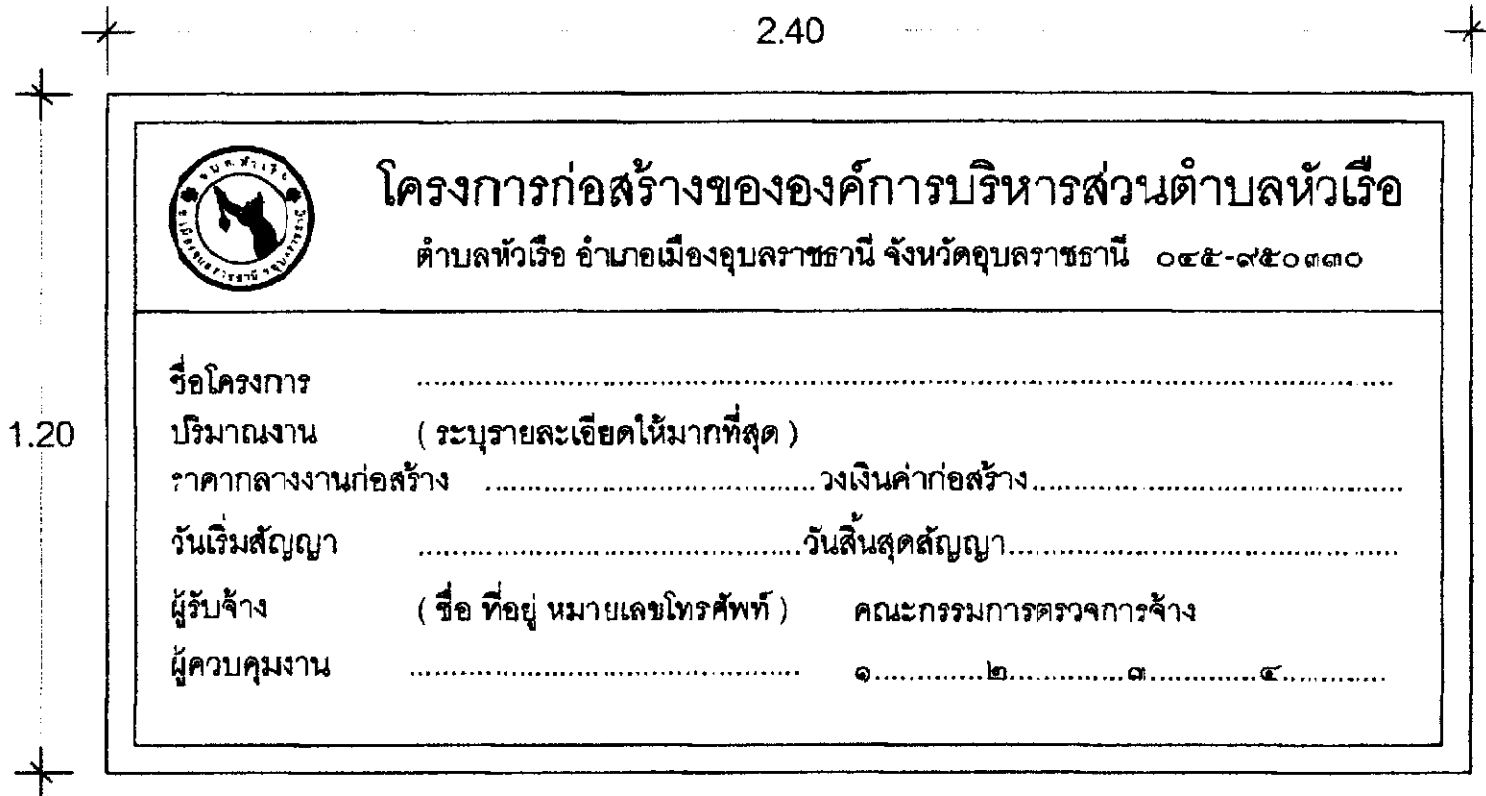 2.40
โครงการก่อสร้างขององค์การบริหารส่วนตำบลหัวเรือ
ตำบลหัวเรือ อำเภอเมืองอุบลราชธานี จังหวัดอุบลราชธานี ๐๔๕-๙๕๐๓๓๐
ชื่อโครงการ ........................................................................
1.20
ปริมาณงาน ( ระบุรายละเอียดให้มากที่สุด )
ราคากลางงานก่อสร้าง ....................................วงเงินค่าก่อสร้าง........................................
วันเริ่มสัญญา ..........................................วันสิ้นสุดสัญญา..........................................
ผู้รับจ้าง ( ชื่อ ที่อยู่ หมายเลขโทรศัพท์ ) คณะกรรมการตรวจการจ้าง
ผู้ควบคุมงาน .......................................... ๑.............๒..............๓.............๔.............